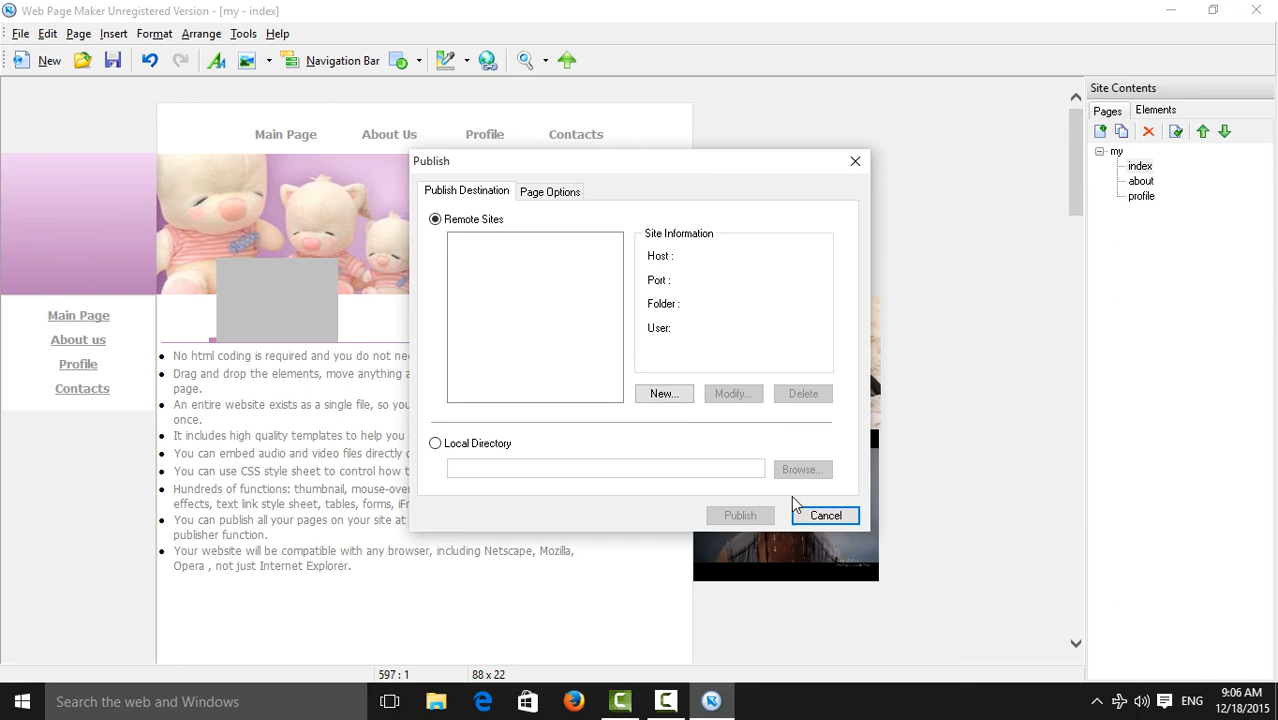 Web Page Maker Unregistered Version - [my - index]
File Edit Page Insert Format Arrange Tools Help
New Navigation Bar
Site Contents
Pages Elements
my
index
about
profile
Main Page About Us Profile Contacts
Main Page
About us
Profile
Contacts
No html coding is required and you do not nee
Drag and drop the elements, move anything a
page.
An entire website exists as a single file, so you
once.
It includes high quality templates to help you
You can embed audio and video files directly
You can use CSS style sheet to control how t
Hundreds of functions: thumbnail, mouse-over
effects, text link style sheet, tables, forms, iFr
You can publish all your pages on your site at
publisher function.
Your website will be compatible with any browser, including Netscape, Mozilla,
Opera , not just Internet Explorer.
Publish
Publish Destination Page Options
Remote Sites
Site Information
Host :
Port :
Folder :
User:
New... Modify... Delete
Local Directory
Browse...
Publish Cancel
597 : 1 88 x 22
Search the web and Windows
ENG
9:06 AM
12/18/2015